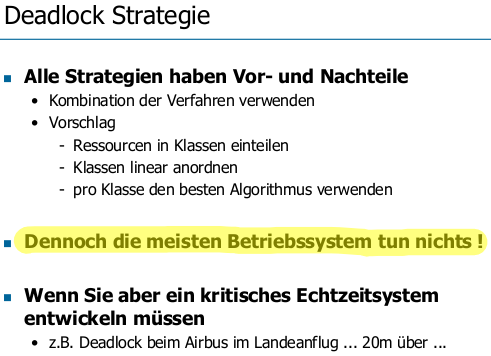 Deadlock Strategie
Alle Strategien haben Vor- und Nachteile
• Kombination der Verfahren verwenden
• Vorschlag
- Ressourcen in Klassen einteilen
- Klassen linear anordnen
- pro Klasse den besten Algorithmus verwenden
Dennoch die meisten Betriebssystem tun nichts !
Wenn Sie aber ein kritisches Echtzeitsystem
entwickeln müssen
• z.B. Deadlock beim Airbus im Landeanflug ... 20m über ...